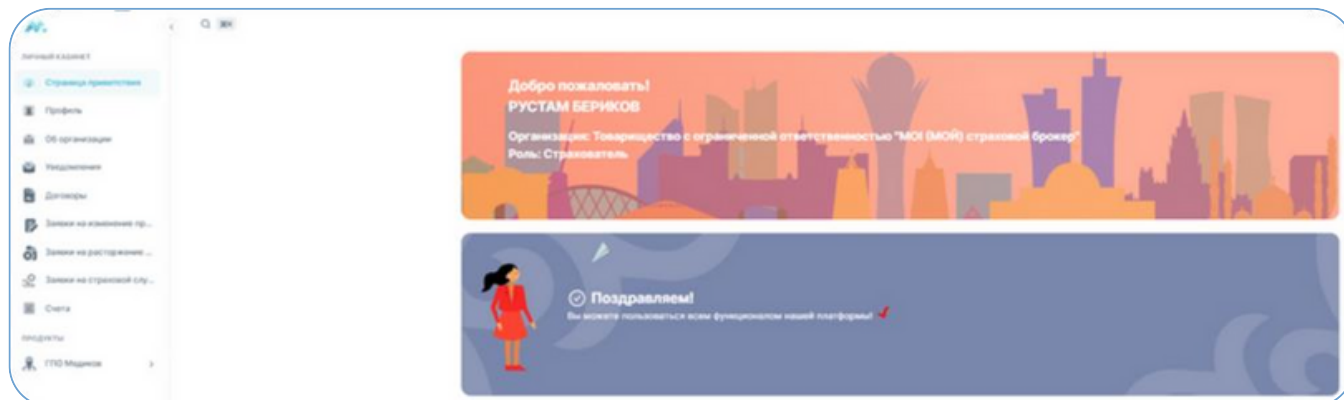 ⌘K
ЛИЧНЫЙ КАБИНЕТ
Страница приветствия
Профиль
Об организации
Уведомления
Договоры
Заявки на изменение пр...
Заявки на расторжение ...
Заявки на страховой слу...
Счета
ПРОДУКТЫ
ГПО Медиков
Добро пожаловать!
РУСТАМ БЕРИКОВ
Организация: Товарищество с ограниченной ответственностью "MOI (МОЙ) страховой брокер"
Роль: Страхователь
Поздравляем!
Вы можете пользоваться всем функционалом нашей платформы!